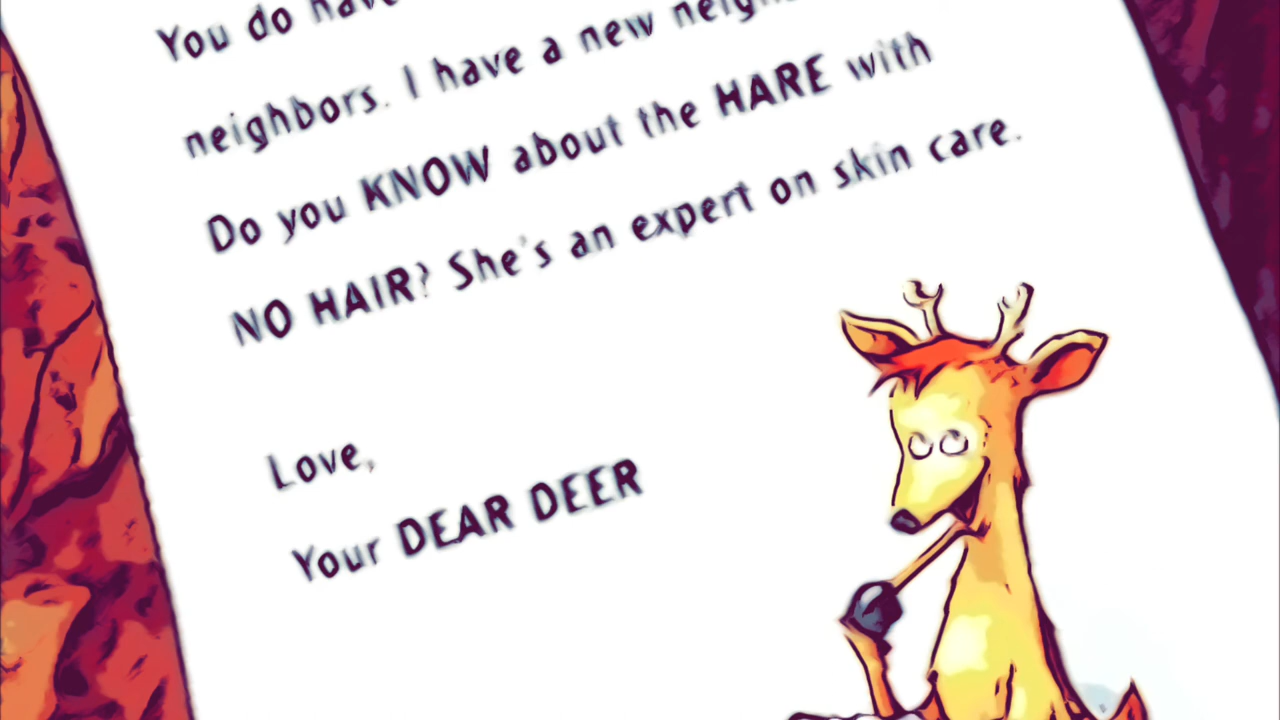 You do have
neighbors. I have a new
Do you KNOW about the HARE with
NO HAIR? She's an expert on skin care.
Love,
Your DEAR DEER